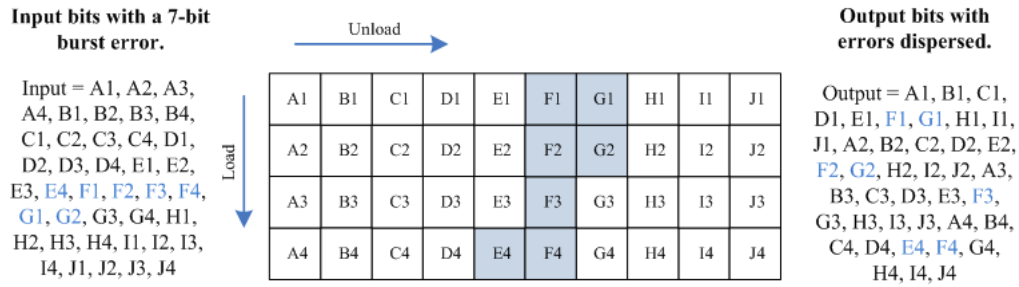 Input bits with a 7-bit
burst error.
Input = A1, A2, A3,
A4, B1, B2, B3, B4,
C1, C2, C3, C4, D1,
D2, D3, D4, E1, E2,
E3, E4, F1, F2, F3, F4,
G1, G2, G3, G4, H1,
H2, H3, H4, I1, I2, I3,
I4, J1, J2, J3, J4
Unload
Load
A1 B1 C1 D1 E1 F1 G1 H1 I1 J1
A2 B2 C2 D2 E2 F2 G2 H2 I2 J2
A3 B3 C3 D3 E3 F3 G3 H3 I3 J3
A4 B4 C4 D4 E4 F4 G4 H4 I4 J4
Output bits with
errors dispersed.
Output = A1, B1, C1,
D1, E1, F1, G1, H1, I1,
J1, A2, B2, C2, D2, E2,
F2, G2, H2, I2, J2, A3,
B3, C3, D3, E3, F3,
G3, H3, I3, J3, A4, B4,
C4, D4, E4, F4, G4,
H4, I4, J4